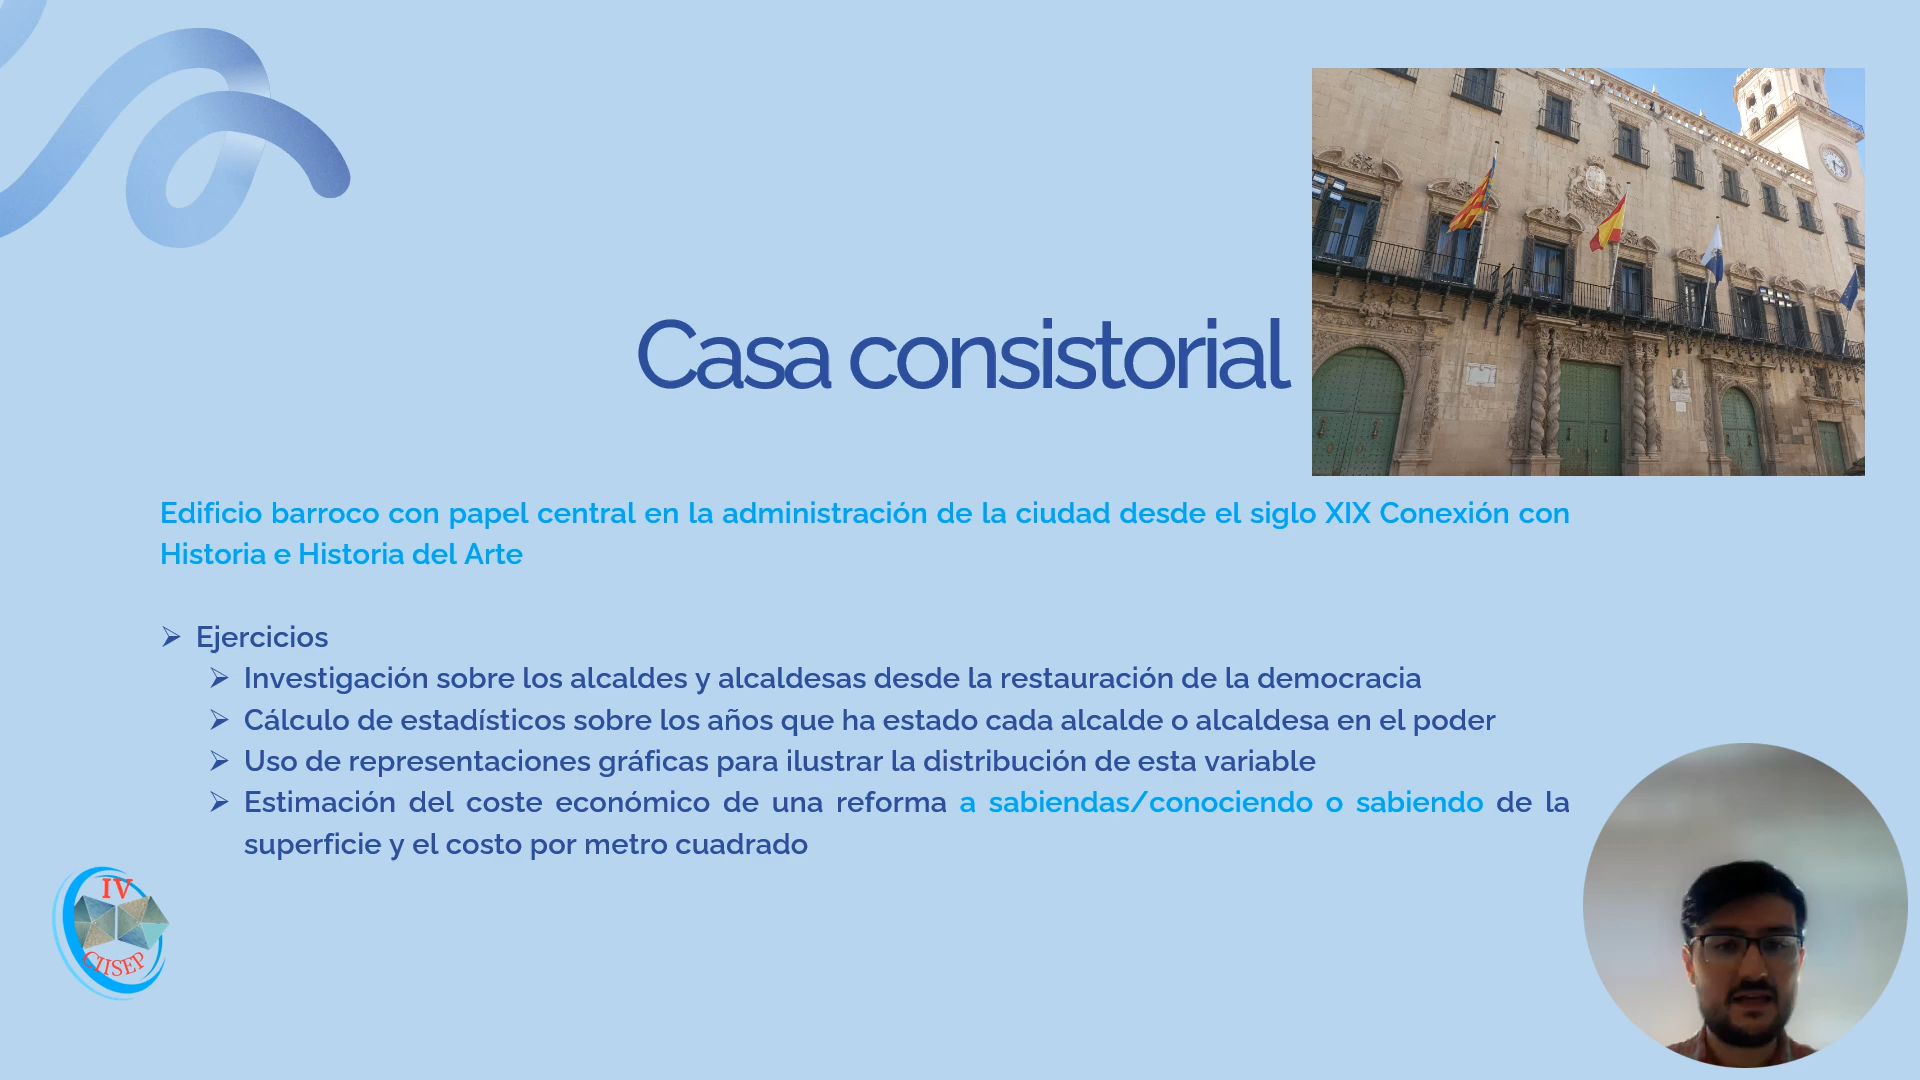 Casa consistorial
Edificio barroco con papel central en la administración de la ciudad desde el siglo XIX Conexión con
Historia e Historia del Arte
➢ Ejercicios
➢ Investigación sobre los alcaldes y alcaldesas desde la restauración de la democracia
➢ Cálculo de estadísticos sobre los años que ha estado cada alcalde o alcaldesa en el poder
➢ Uso de representaciones gráficas para ilustrar la distribución de esta variable
➢ Estimación del coste económico de una reforma a sabiendas/conociendo o sabiendo de la
superficie y el costo por metro cuadrado
IV
CIISEP